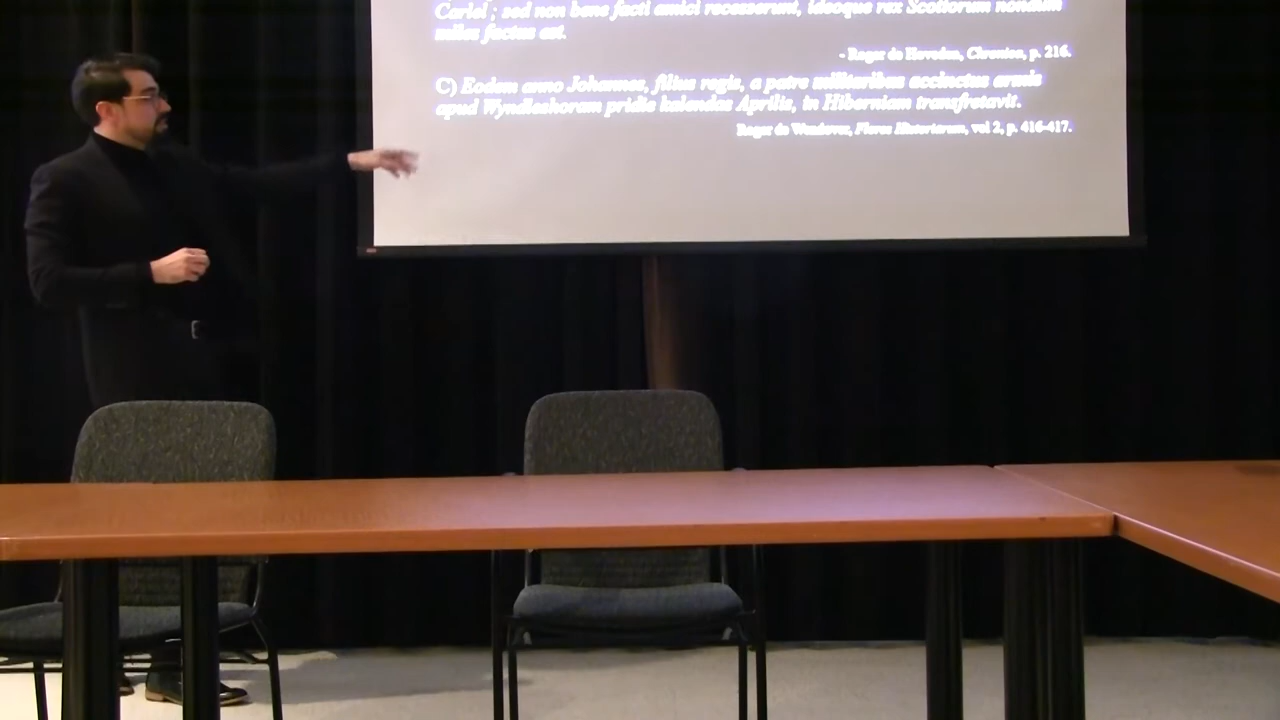 Carlel ; sed non bene facti amici recesserunt, ideoque rex Scottorum nondum
miles factus est.
- Roger de Hoveden, Chronica, p. 216.
C) Eodem anno Johannes, filius regis, a patre militaribus accinctus armis
apud Wyndleshoram pridie kalendas Aprilis, in Hiberniam transfretavit.
Roger de Wendover, Flores Historiarum, vol 2, p. 416-417.